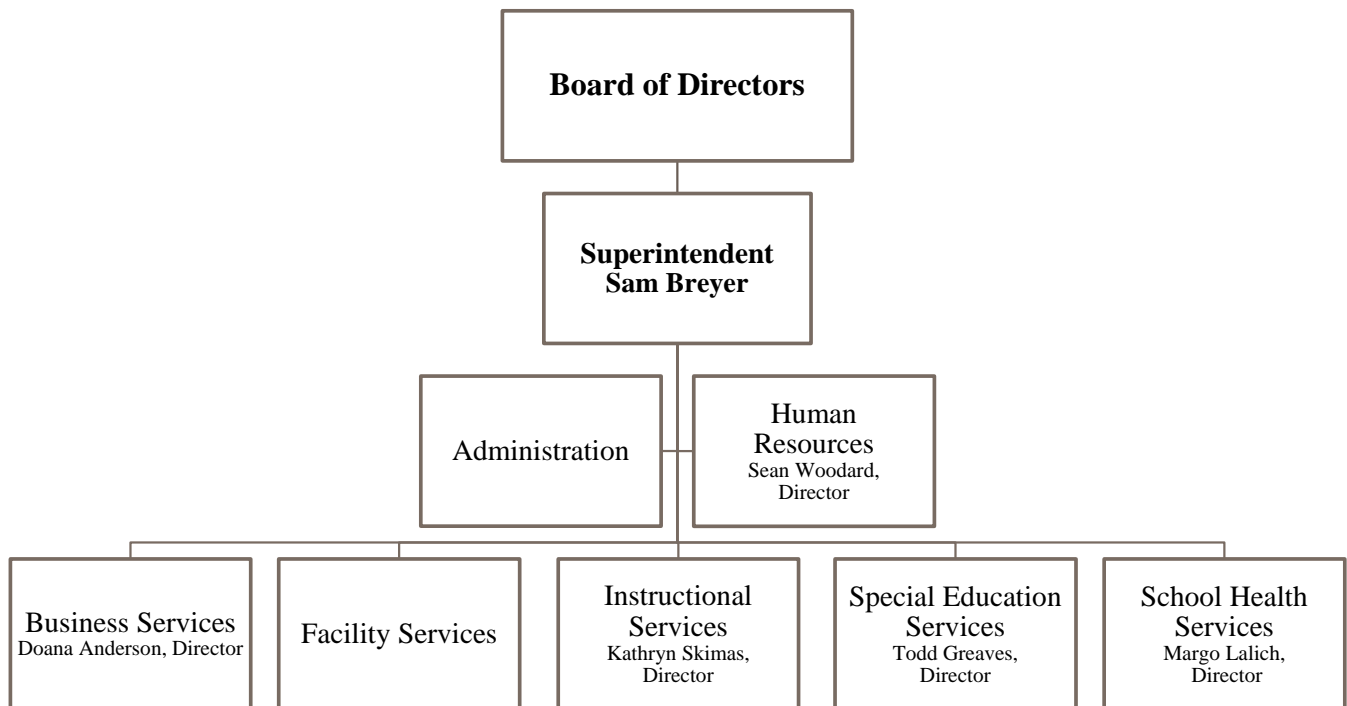 Board of Directors
Superintendent
Sam Breyer
Administration
Human
Resources
Sean Woodard,
Director
Business Services
Doana Anderson, Director
Facility Services
Instructional
Services
Kathryn Skimas,
Director
Special Education
Services
Todd Greaves,
Director
School Health
Services
Margo Lalich,
Director